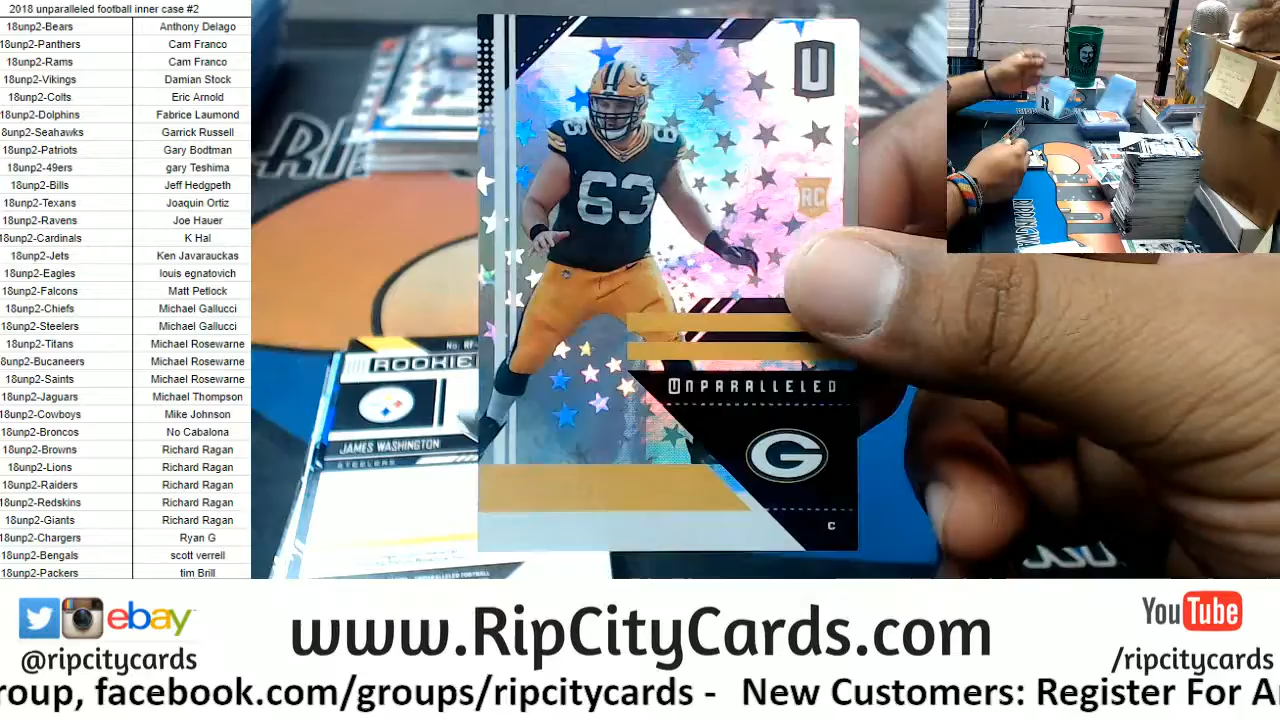 2018 unparalleled football inner case #2
18unp2-Bears Anthony Delago
18unp2-Panthers Cam Franco
18unp2-Rams Cam Franco
18unp2-Vikings Damian Stock
18unp2-Colts Eric Arnold
18unp2-Dolphins Fabrice Laumond
8unp2-Seahawks Garrick Russell
18unp2-Patriots Gary Bodtman
18unp2-49ers gary Teshima
18unp2-Bills Jeff Hedgpeth
18unp2-Texans Joaquin Ortiz
18unp2-Ravens Joe Hauer
18unp2-Cardinals K Hal
18unp2-Jets Ken Javarauckas
18unp2-Eagles louis egnatovich
18unp2-Falcons Matt Petlock
18unp2-Chiefs Michael Gallucci
18unp2-Steelers Michael Gallucci
18unp2-Titans Michael Rosewarne
8unp2-Bucaneers Michael Rosewarne
18unp2-Saints Michael Rosewarne
18unp2-Jaguars Michael Thompson
18unp2-Cowboys Mike Johnson
18unp2-Broncos No Cabalona
18unp2-Browns Richard Ragan
18unp2-Lions Richard Ragan
18unp2-Raiders Richard Ragan
18unp2-Redskins Richard Ragan
18unp2-Giants Richard Ragan
18unp2-Chargers Ryan G
18unp2-Bengals scott verrell
18unp2-Packers tim Brill
U
RC
63
63
G
UNPARALLELED
G
C
No. RF-
ROOKIE
JAMES WASHINGTON
STEELERS
ebay
@ripcitycards
www.RipCityCards.com
YouTube
/ripcitycards
roup, facebook.com/groups/ripcitycards - New Customers: Register For A